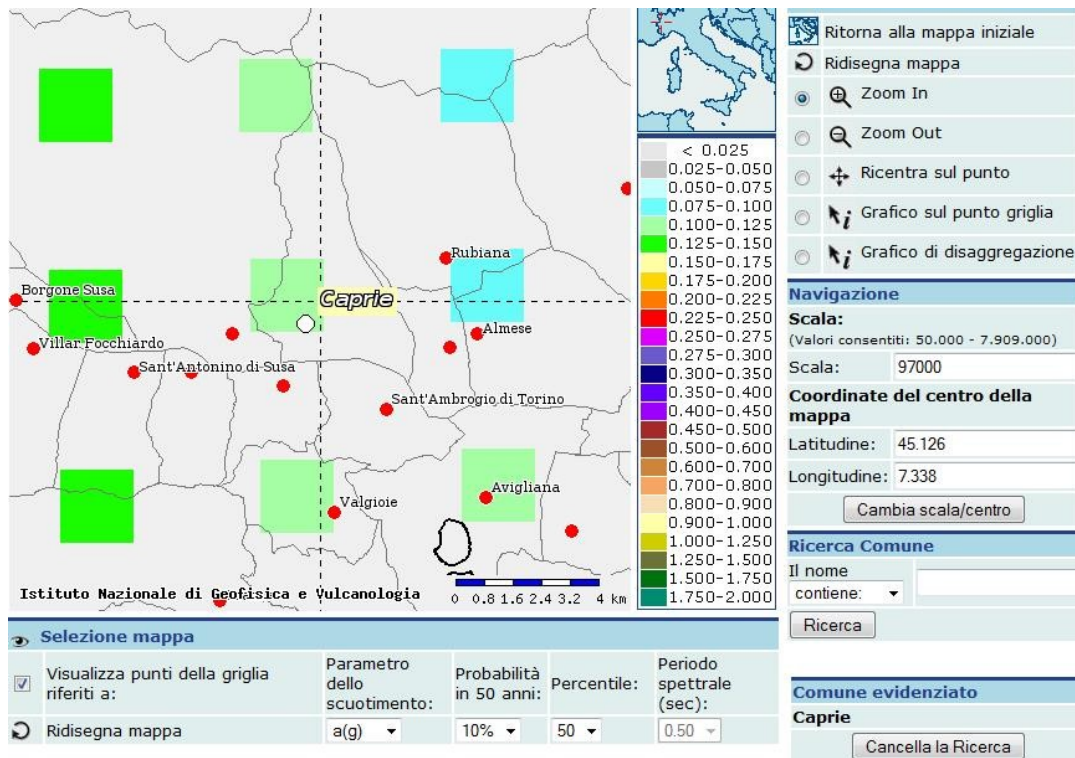 Caprie
Rubiana
Borgone Susa
Villar Focchiardo
Almese
Sant'Antonino di Susa
Sant'Ambrogio di Torino
Avigliana
Valgioie
Istituto Nazionale di Geofisica e Vulcanologia
0 0.8 1.6 2.4 3.2 4 km
< 0.025
0.025-0.050
0.050-0.075
0.075-0.100
0.100-0.125
0.125-0.150
0.150-0.175
0.175-0.200
0.200-0.225
0.225-0.250
0.250-0.275
0.275-0.300
0.300-0.350
0.350-0.400
0.400-0.450
0.450-0.500
0.500-0.600
0.600-0.700
0.700-0.800
0.800-0.900
0.900-1.000
1.000-1.250
1.250-1.500
1.500-1.750
1.750-2.000
Ritorna alla mappa iniziale
Ridisegna mappa
Zoom In
Zoom Out
Ricentra sul punto
Grafico sul punto griglia
Grafico di disaggregazione
Navigazione
Scala:
(Valori consentiti: 50.000 - 7.909.000)
Scala: 97000
Coordinate del centro della
mappa
Latitudine: 45.126
Longitudine: 7.338
Cambia scala/centro
Ricerca Comune
Il nome
contiene:
Ricerca
Comune evidenziato
Caprie
Cancella la Ricerca
Selezione mappa
Visualizza punti della griglia
riferiti a:
Parametro
dello
scuotimento:
Probabilità
in 50 anni:
Percentile:
Periodo
spettrale
(sec):
Ridisegna mappa a(g) 10% 50 0.50